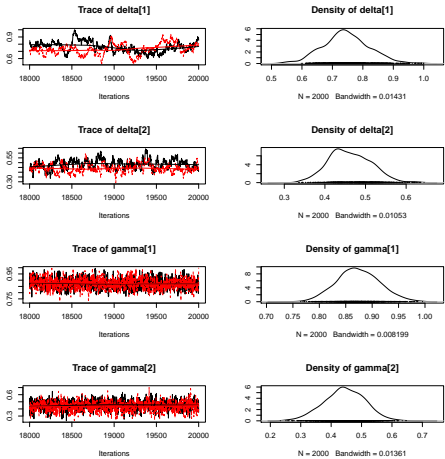 Trace of delta[1]
0.6 0.9
18000 18500 19000 19500 20000
Iterations
Density of delta[1]
0 2 4 6
0.5 0.6 0.7 0.8 0.9 1.0
N = 2000 Bandwidth = 0.01431
Trace of delta[2]
0.30 0.55
18000 18500 19000 19500 20000
Iterations
Density of delta[2]
0 4
0.3 0.4 0.5 0.6
N = 2000 Bandwidth = 0.01053
Trace of gamma[1]
0.75 0.95
18000 18500 19000 19500 20000
Iterations
Density of gamma[1]
0 4 8
0.70 0.75 0.80 0.85 0.90 0.95 1.00
N = 2000 Bandwidth = 0.008199
Trace of gamma[2]
0.3 0.6
18000 18500 19000 19500 20000
Iterations
Density of gamma[2]
0 2 4 6
0.2 0.3 0.4 0.5 0.6 0.7
N = 2000 Bandwidth = 0.01361